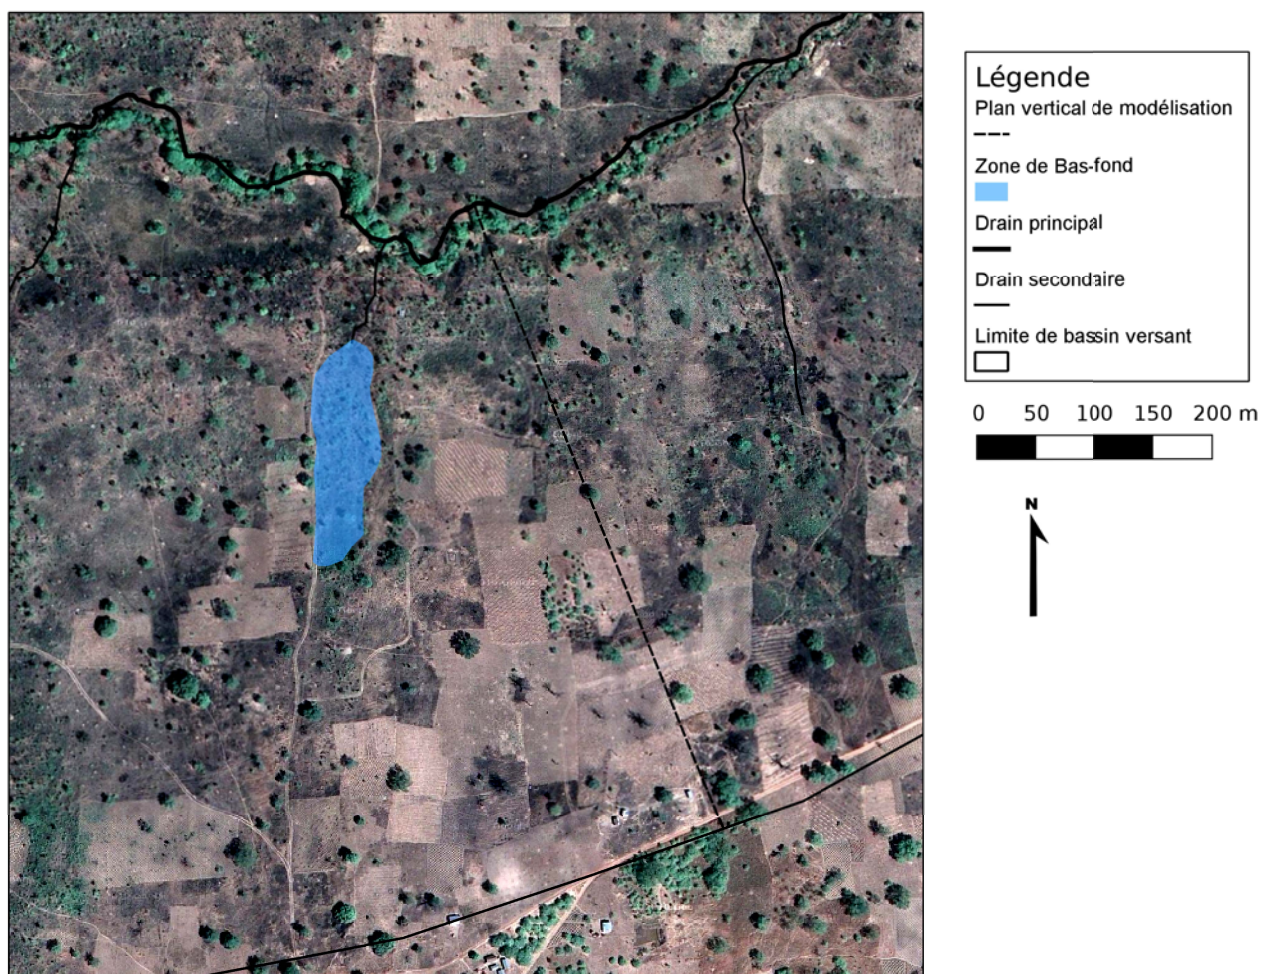 Légende
Plan vertical de modélisation
Zone de Bas-fond
Drain principal
Drain secondaire
Limite de bassin versant
0 50 100 150 200 m
N